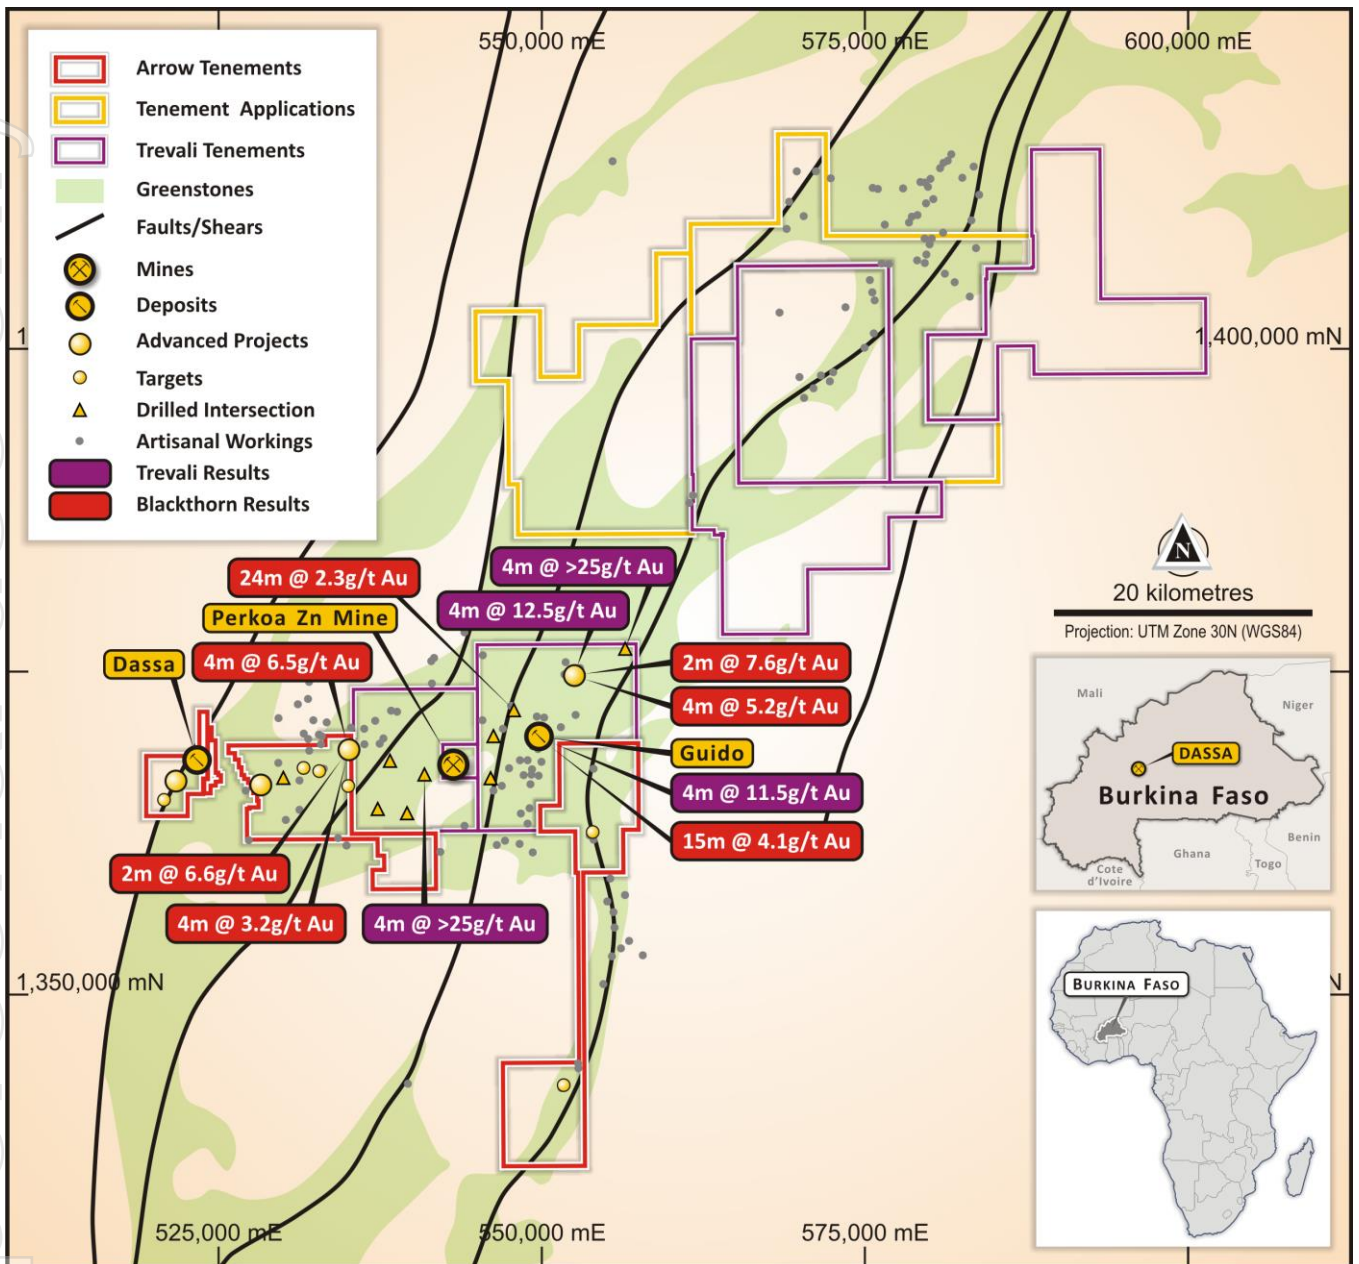 550,000 mE
575,000 mE
600,000 mE
Arrow Tenements
Tenement Applications
Trevali Tenements
Greenstones
Faults/Shears
Mines
Deposits
Advanced Projects
Targets
Drilled Intersection
Artisanal Workings
Trevali Results
Blackthorn Results
1
1,400,000 mN
N
20 kilometres
Projection: UTM Zone 30N (WGS84)
24m @ 2.3g/t Au
4m @ >25g/t Au
4m @ 12.5g/t Au
Perkoa Zn Mine
Dassa
4m @ 6.5g/t Au
2m @ 7.6g/t Au
4m @ 5.2g/t Au
Guido
4m @ 11.5g/t Au
15m @ 4.1g/t Au
2m @ 6.6g/t Au
4m @ 3.2g/t Au
4m @ >25g/t Au
Mali
Niger
DASSA
Burkina Faso
Benin
Ghana
Togo
Cote
d'Ivoire
1,350,000 mN
N
BURKINA FASO
525,000 mE
550,000 mE
575,000 mE